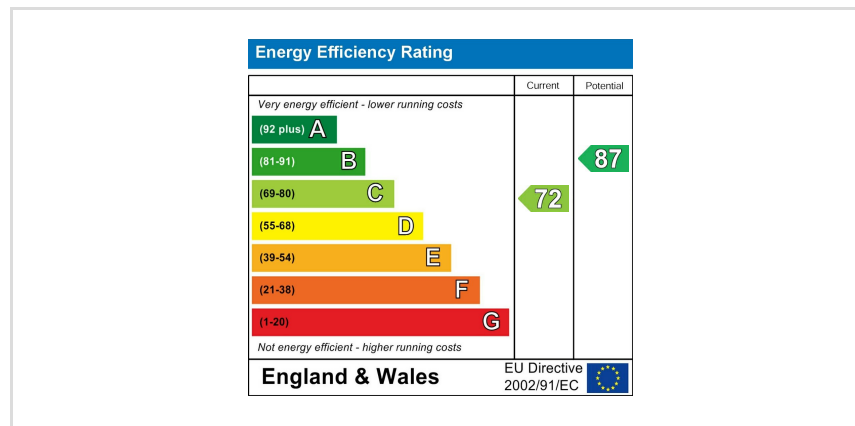 Energy Efficiency Rating
Current Potential
Very energy efficient - lower running costs
(92 plus) A
(81-91) B
87
(69-80) C
72
(55-68) D
(39-54) E
(21-38) F
(1-20) G
Not energy efficient - higher running costs
England & Wales
EU Directive
2002/91/EC